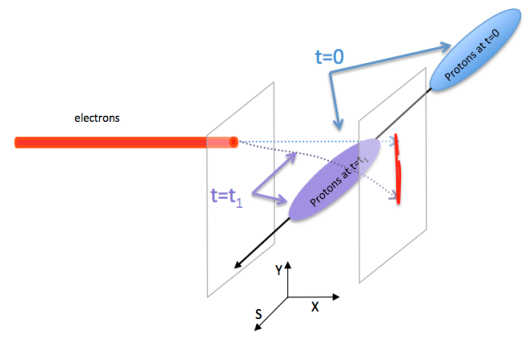 t=0
Protons at t=0
electrons
Protons at t=t₁
t=t₁
Y
S
X